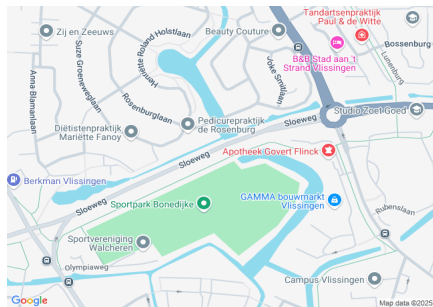 Tandartsenpraktijk
Paul & de Witte
Zij en Zeeuws
Beauty Couture
Bossenburg
B&B Stad aan 't
Strand Vlissingen
Roland Holstlaan
Henriëtte
Suze Groeneweglaan
Anna Blamanlaan
Joke Smitlaan
Lunenburg
Rosenburglaan
Studio Zoet Goed
Pedicurepraktijk
de Rosenburg
Sloeweg
Diëtistenpraktijk
Mariëtte Fanoy
Sloeweg
Apotheek Govert Flinck
Berkman Vlissingen
Sloeweg
Sportpark Bonedijke
GAMMA bouwmarkt
Vlissingen
Rubenslaan
Sportvereniging
Walcheren
Olympiaweg
Campus Vlissingen
Google
Map data ©2025